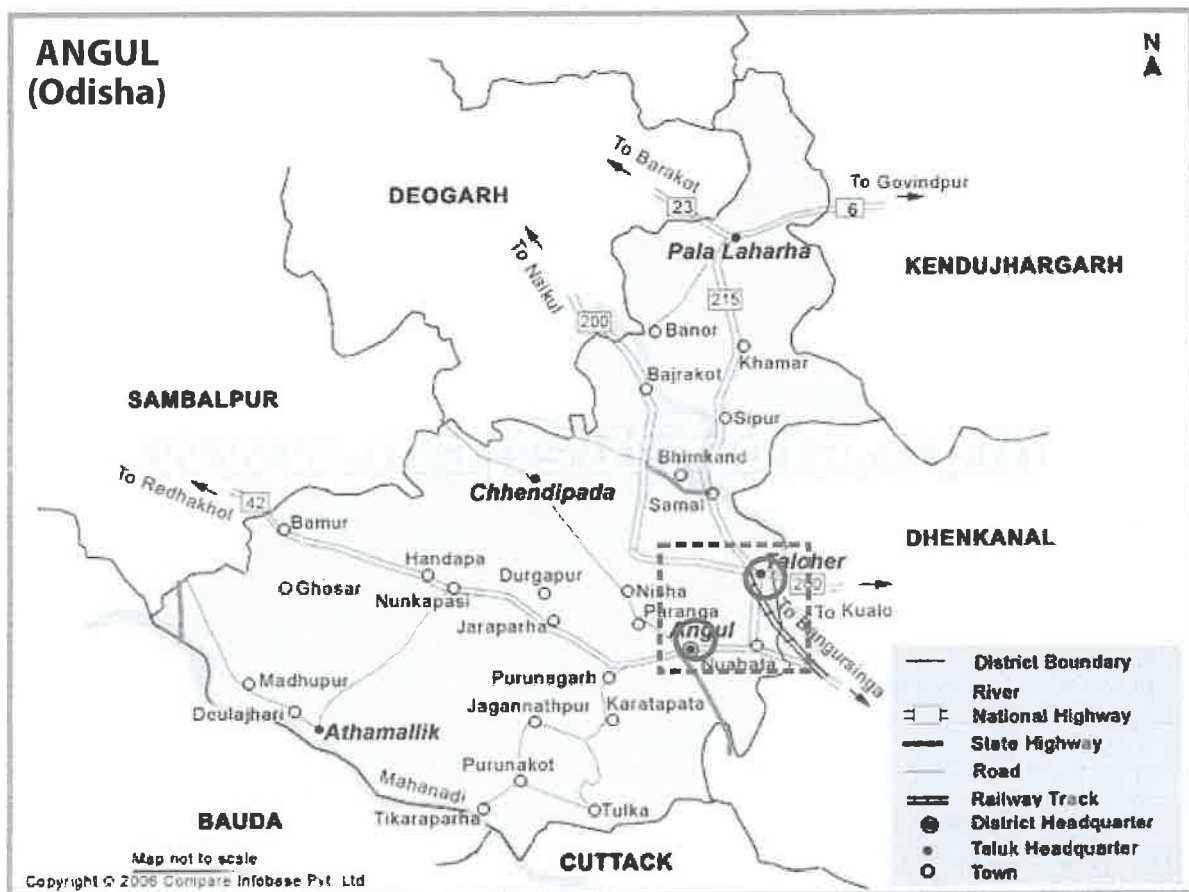 ANGUL
(Odisha)
N
To Barakot
To Govindpur
DEOGARH
23
6
Pala Laharha
KENDUJHARGARH
To Naikul
215
200
Banor
Khamar
Bajrakot
SAMBALPUR
Sipur
Bhimkand
To Redhakhol
Chhendipada
Samal
42
Bamur
DHENKANAL
Handapa
Talcher
Durgapur
Ghosar
Nunkapasi
Nisha
To Kualo
Paranga
To Bungursinga
Jaraparha
Angul
Nuabata
Purunagarh
Madhupur
Jagannathpur
Karatapata
Deulajhari
Athamallik
Purunakot
Mahanadi
Tikaraparha
Tulka
BAUDA
CUTTACK
Map not to scale
Copyright © 2006 Compare Infobase Pvt. Ltd
District Boundary
River
National Highway
State Highway
Road
Railway Track
District Headquarter
Taluk Headquarter
Town